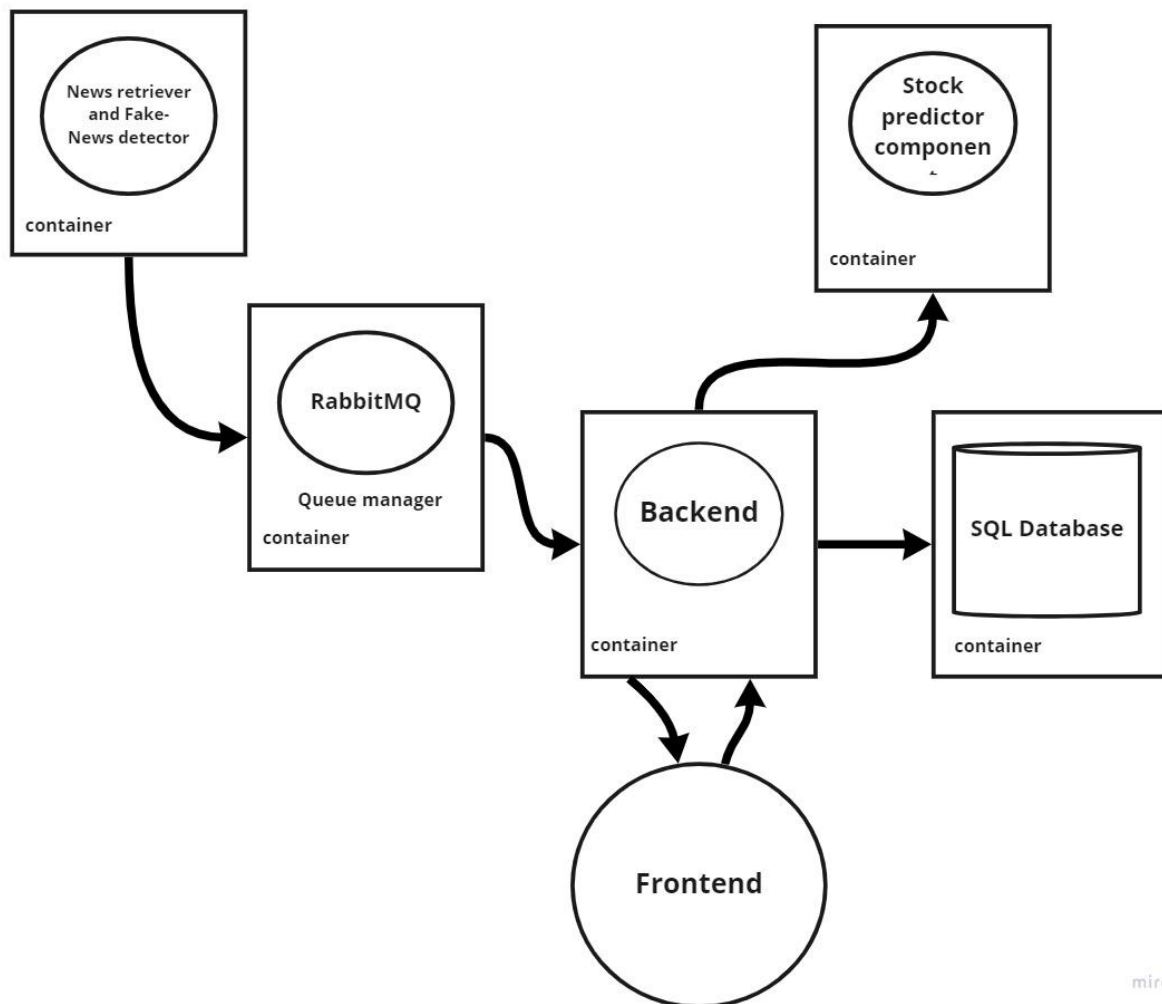 News retriever
and Fake-
News detector
container
Stock
predictor
componen
t
container
RabbitMQ
Queue manager
container
Backend
container
SQL Database
container
Frontend